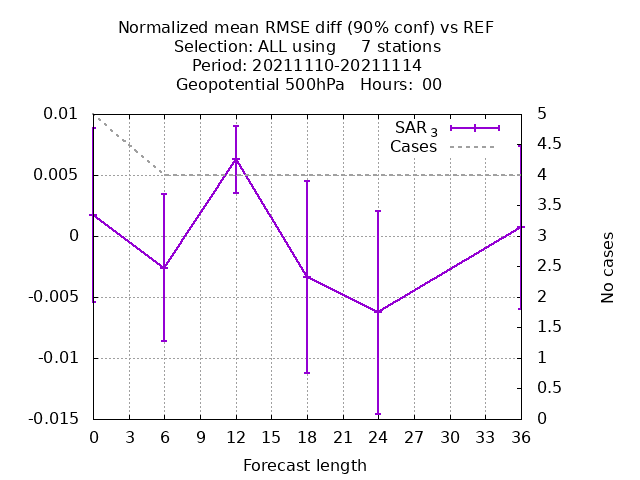 Normalized mean RMSE diff (90% conf) vs REF
Selection: ALL using     7 stations
Period: 20211110-20211114
Geopotential 500hPa   Hours:  00
SAR 3
Cases
0.01
0.005
0
-0.005
-0.01
-0.015
5
4.5
4
3.5
3
2.5
2
1.5
1
0.5
0
No cases
0 3 6 9 12 15 18 21 24 27 30 33 36
Forecast length